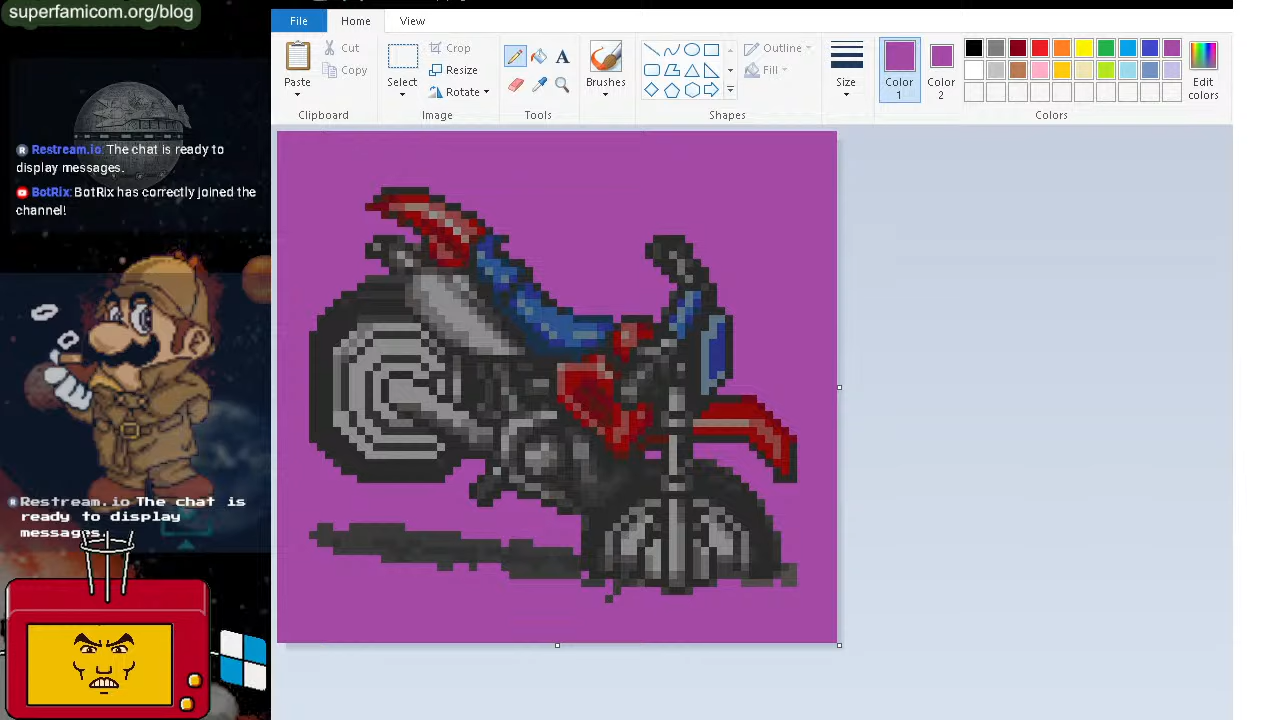 superfamicom.org/blog
Restream.io: The chat is ready to
display messages.
BotRix: BotRix has correctly joined the
channel!
Restream.io The chat is
ready to display
messages.
File
Home
View
Paste
Cut
Copy
Clipboard
Select
Crop
Resize
Rotate
Image
A
Tools
Brushes
Outline
Fill
Shapes
Size
Color
1
Color
2
Edit
colors
Colors